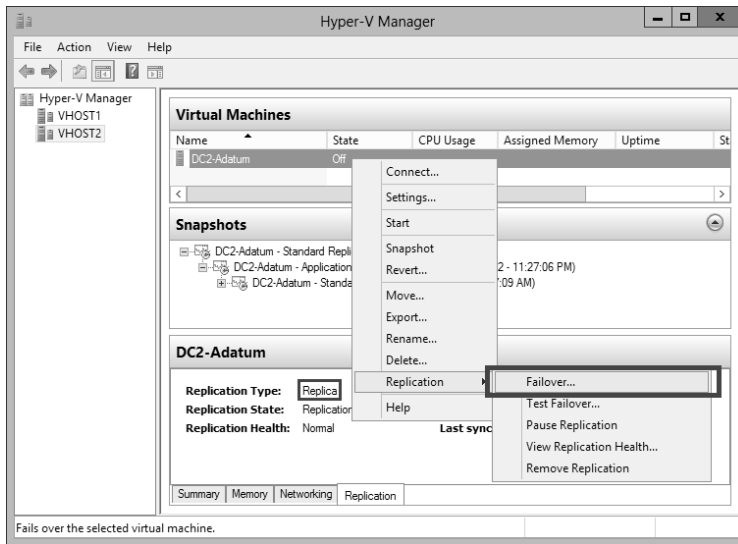 Hyper-V Manager
File Action View Help
Hyper-V Manager
VHOST1
VHOST2
Virtual Machines
Name State CPU Usage Assigned Memory Uptime St
DC2-Adatum Off
Connect...
Settings...
Start
Snapshot
Revert...
Move...
Export...
Rename...
Delete...
Replication
Help
Snapshots
DC2-Adatum - Standard Repli
DC2-Adatum - Application 2 - 11:27:06 PM)
DC2-Adatum - Standa :09 AM)
DC2-Adatum
Replication Type: Replica
Replication State: Replication
Replication Health: Normal Last sync
Failover...
Test Failover...
Pause Replication
View Replication Health...
Remove Replication
Summary Memory Networking Replication
Fails over the selected virtual machine.